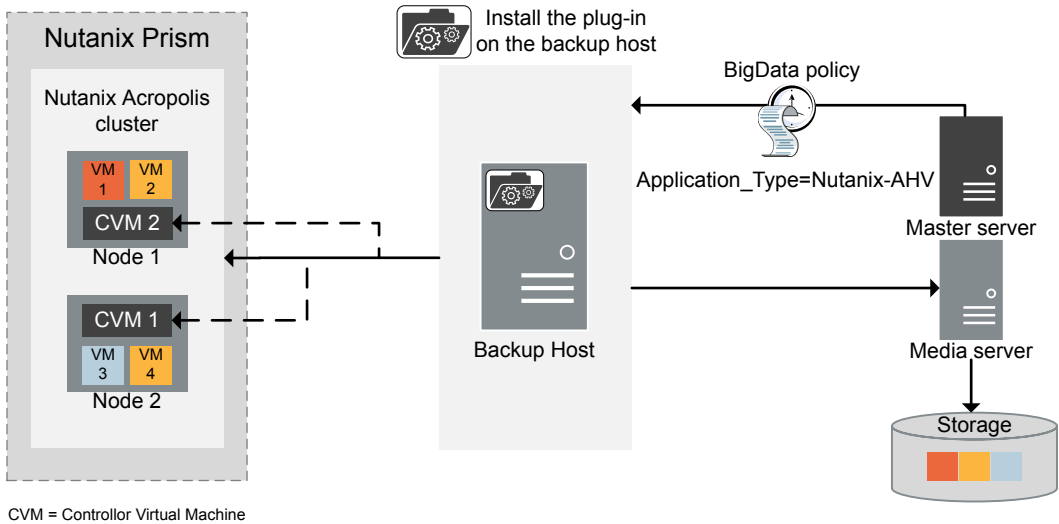 Nutanix Prism
Nutanix Acropolis
cluster
VM
1
VM
2
CVM 2
Node 1
CVM 1
VM
3
VM
4
Node 2
CVM = Controllor Virtual Machine
Install the plug-in
on the backup host
Backup Host
BigData policy
Application_Type=Nutanix-AHV
Master server
Media server
Storage